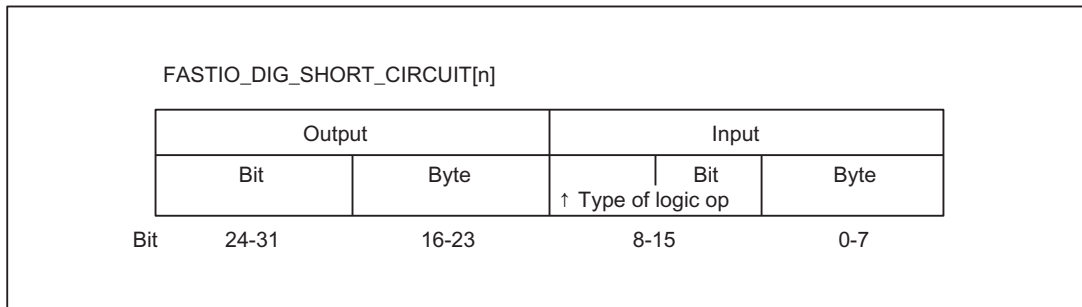 FASTIO_DIG_SHORT_CIRCUIT[n]
Output Input
Bit Byte Bit Byte
↑ Type of logic op
Bit 24-31 16-23 8-15 0-7